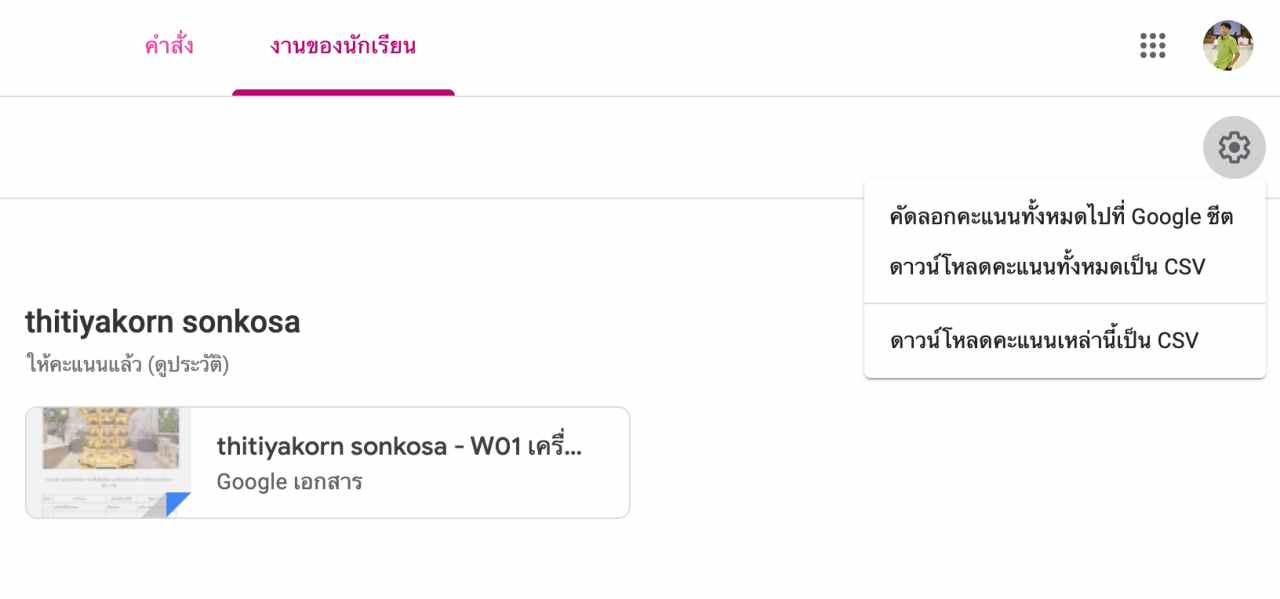 คำสั่ง
งานของนักเรียน
คัดลอกคะแนนทั้งหมดไปที่ Google ชีต
ดาวน์โหลดคะแนนทั้งหมดเป็น CSV
ดาวน์โหลดคะแนนเหล่านี้เป็น CSV
thitiyakorn sonkosa
ให้คะแนนแล้ว (ดูประวัติ)
thitiyakorn sonkosa - W01 เครื่...
Google เอกสาร